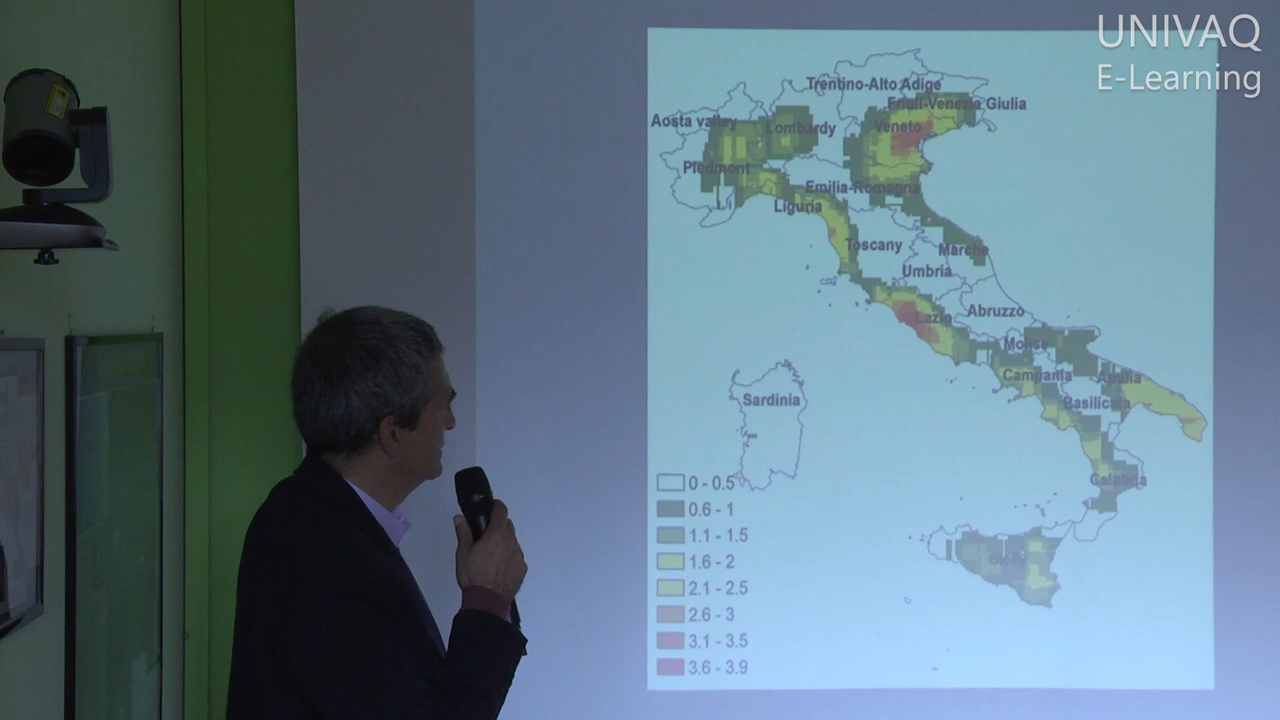 UNIVAQ
E-Learning
Trentino-Alto Adige
Friuli-Venezia Giulia
Aosta valley
Lombardy
Veneto
Piedmont
Emilia-Romagna
Liguria
Toscany
Marche
Umbria
Lazio
Abruzzo
Molise
Campania
Apulia
Basilicata
Sardinia
Calabria
0 - 0.5
0.6 - 1
1.1 - 1.5
1.6 - 2
2.1 - 2.5
2.6 - 3
3.1 - 3.5
3.6 - 3.9